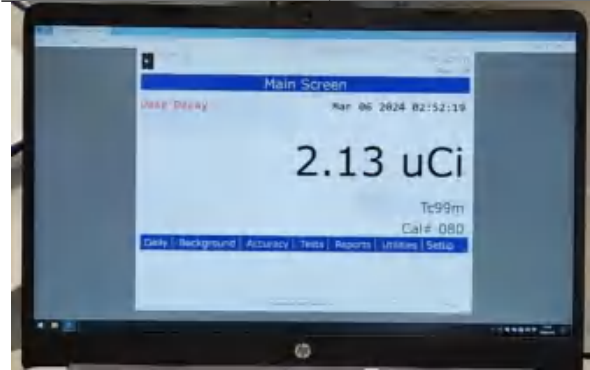 Main Screen
Dose Decay Mar 06 2024 02:52:19
2.13 uCi
Tc99m
Cal# 080
Daily Background Accuracy Tests Reports Utilities Setup
hp